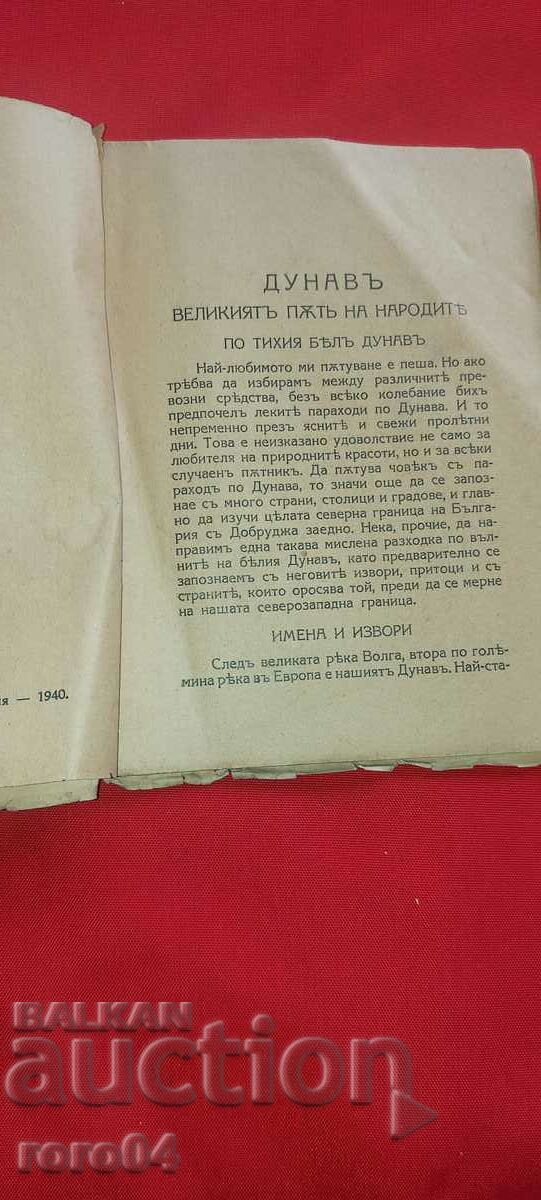 ДУНАВЪ
ВЕЛИКИЯТЪ ПѪТЬ НА НАРОДИТѢ
ПО ТИХИЯ БѢЛЪ ДУНАВЪ
Най-любимото ми пѫтуване е пеша. Но ако
трѣбва да избирамъ между различнитѣ пре-
возни срѣдства, безъ всѣко колебание бихъ
предпочелъ лекитѣ параходи по Дунава. И то
непременно презъ яснитѣ и свежи пролѣтни
дни. Това е неизказано удоволствие не само за
любителя на природнитѣ красоти, но и за всѣки
случаенъ пѫтникъ. Да пѫтува човѣкъ съ па-
раходъ по Дунава, то значи още да се запоз-
нае съ много страни, столици и градове, и глав-
но да изучи цѣлата северна граница на Бълга-
рия съ Добруджа заедно. Нека, прочие, да на-
правимъ една такава мислена разходка по въл-
нитѣ на бѣлия Дунавъ, като предварително се
запознаемъ съ неговитѣ извори, притоци и съ
странитѣ, които оросява той, преди да се мерне
на нашата северозападна граница.
ИМЕНА И ИЗВОРИ
Следъ великата рѣка Волга, втора по голѣ-
мина рѣка въ Европа е нашиятъ Дунавъ. Най-ста-
ия — 1940.
BALKAN
auction
roro04